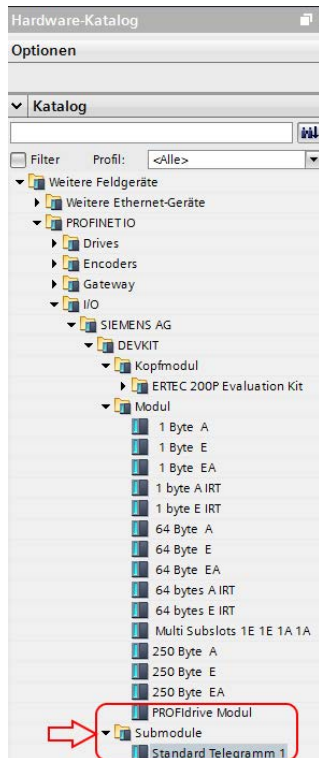 Hardware-Katalog
Optionen
Katalog
Filter Profil: <Alle>
Weitere Feldgeräte
Weitere Ethernet-Geräte
PROFINET IO
Drives
Encoders
Gateway
I/O
SIEMENS AG
DEVKIT
Kopfmodul
ERTEC 200P Evaluation Kit
Modul
1 Byte A
1 Byte E
1 Byte EA
1 byte A IRT
1 byte E IRT
64 Byte A
64 Byte E
64 Byte EA
64 bytes A IRT
64 bytes E IRT
Multi Subslots 1E 1E 1A 1A
250 Byte A
250 Byte E
250 Byte EA
PROFIdrive Modul
Submodule
Standard Telegramm 1